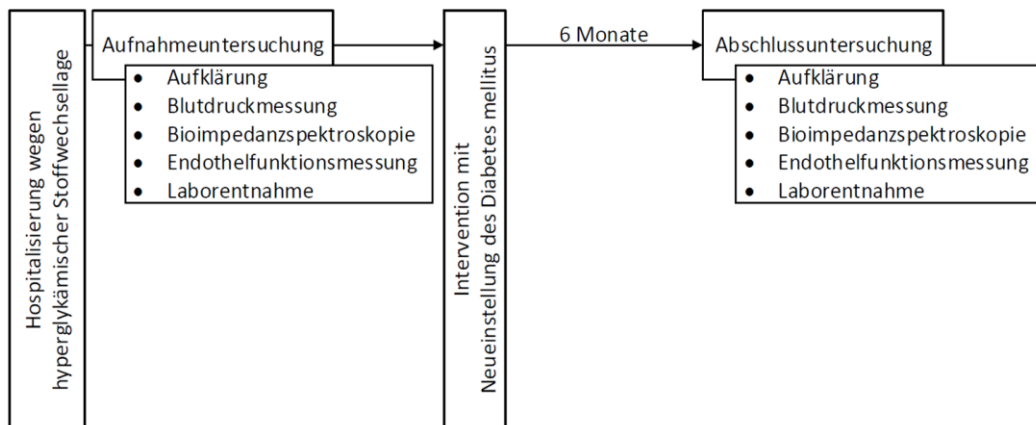 Hospitalisierung wegen
hyperglykämischer Stoffwechsellage
Aufnahmeuntersuchung
• Aufklärung
• Blutdruckmessung
• Bioimpedanzspektroskopie
• Endothelfunktionsmessung
• Laborentnahme
Intervention mit
Neueinstellung des Diabetes mellitus
6 Monate
Abschlussuntersuchung
• Aufklärung
• Blutdruckmessung
• Bioimpedanzspektroskopie
• Endothelfunktionsmessung
• Laborentnahme